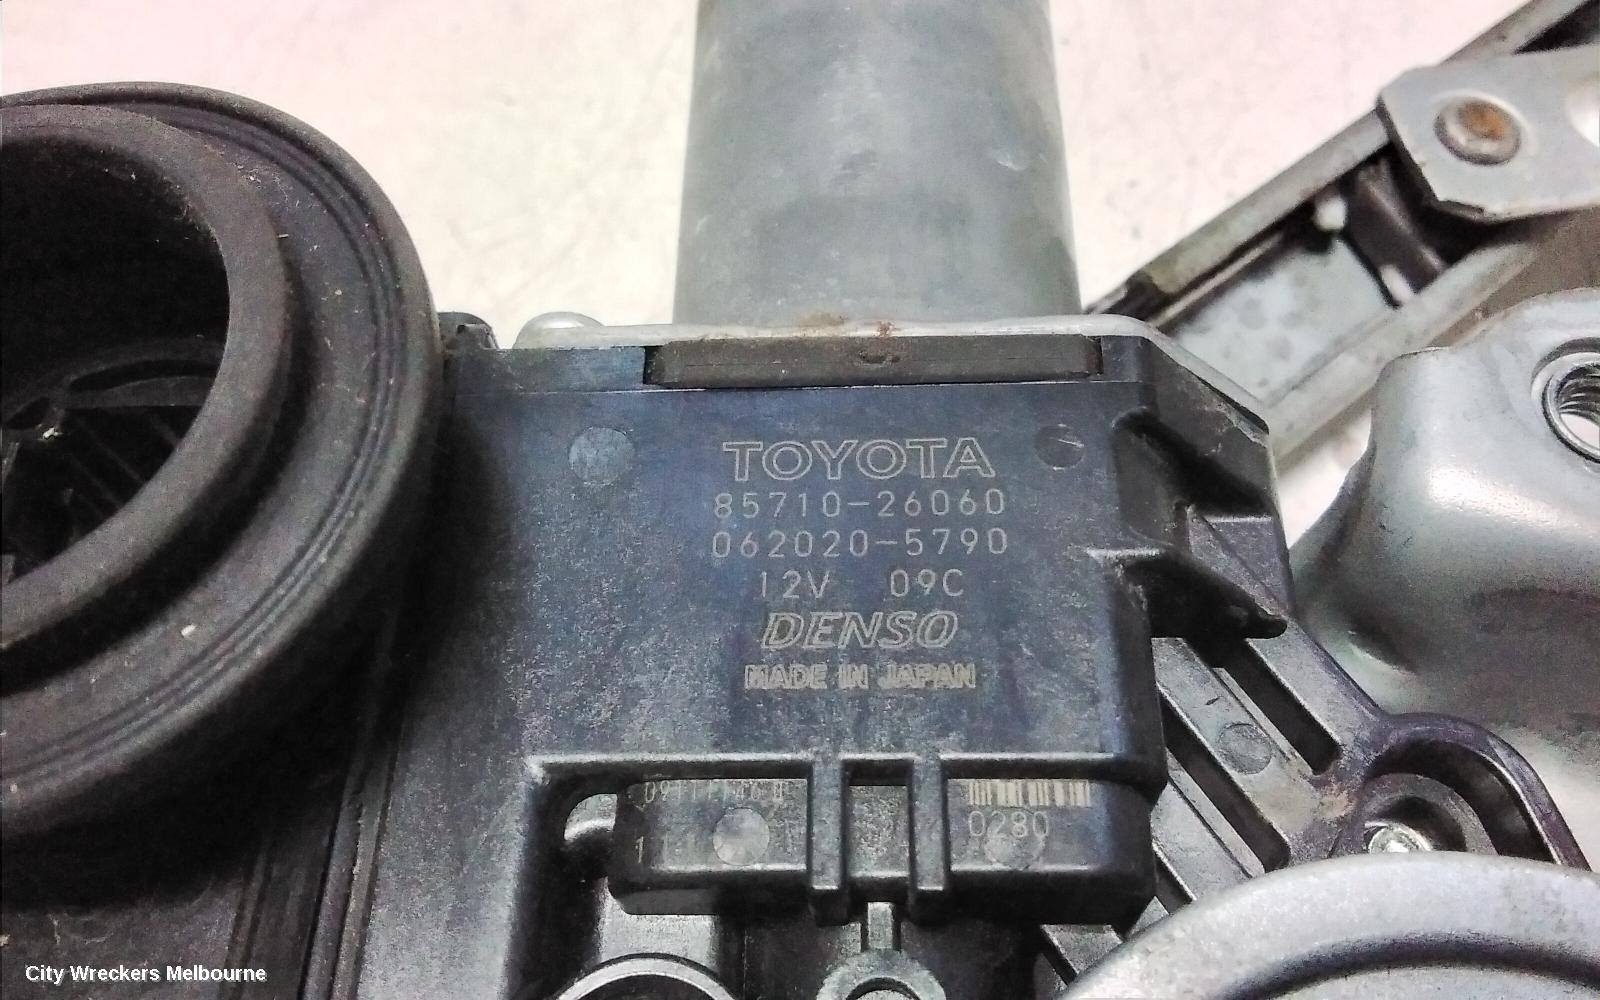 TOYOTA
85710-26060
062020-5790
12V 09C
DENSO
MADE IN JAPAN
0280
City Wreckers Melbourne